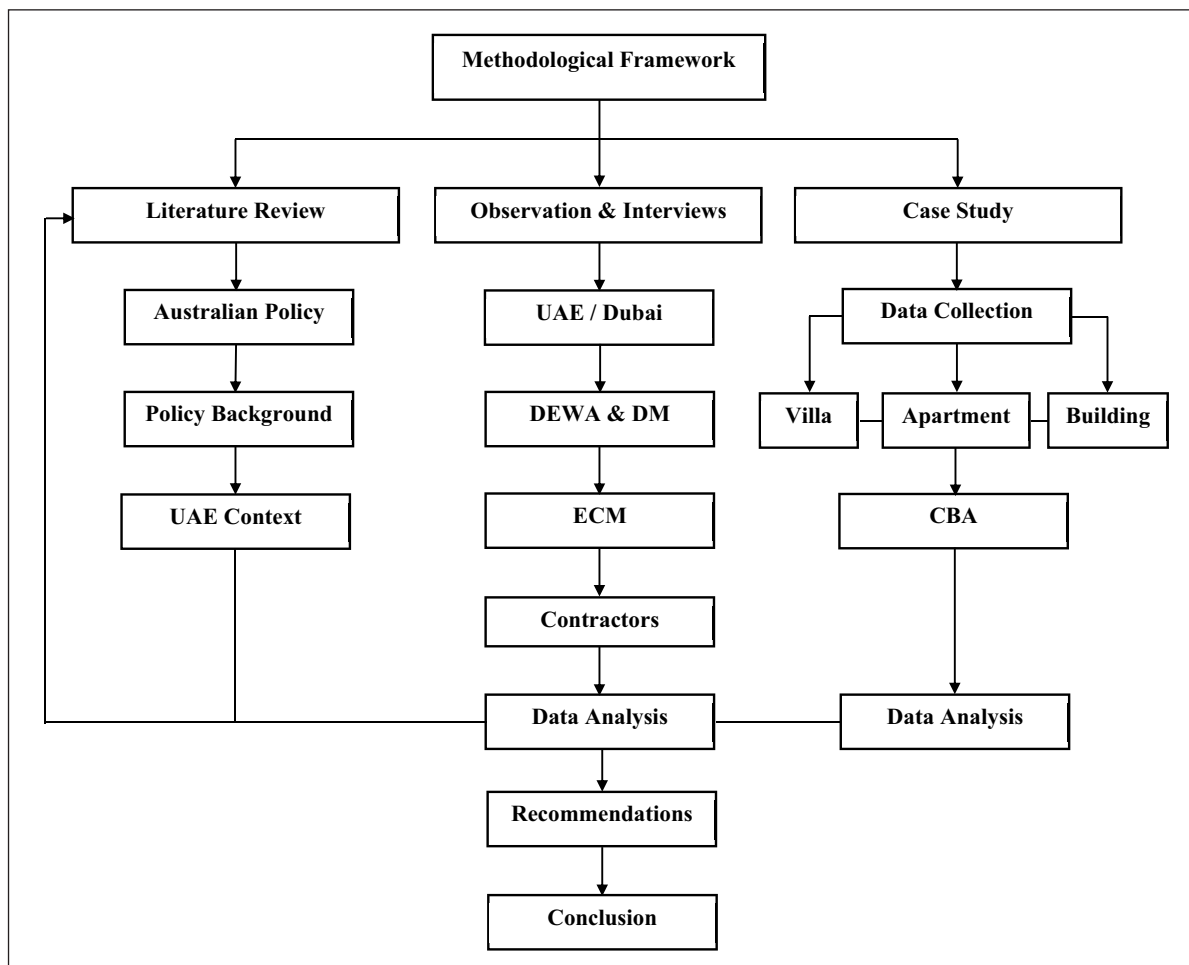 Methodological Framework
Literature Review
Observation & Interviews
Case Study
Australian Policy
UAE / Dubai
Data Collection
Policy Background
DEWA & DM
Villa
Apartment
Building
UAE Context
ECM
CBA
Contractors
Data Analysis
Data Analysis
Recommendations
Conclusion